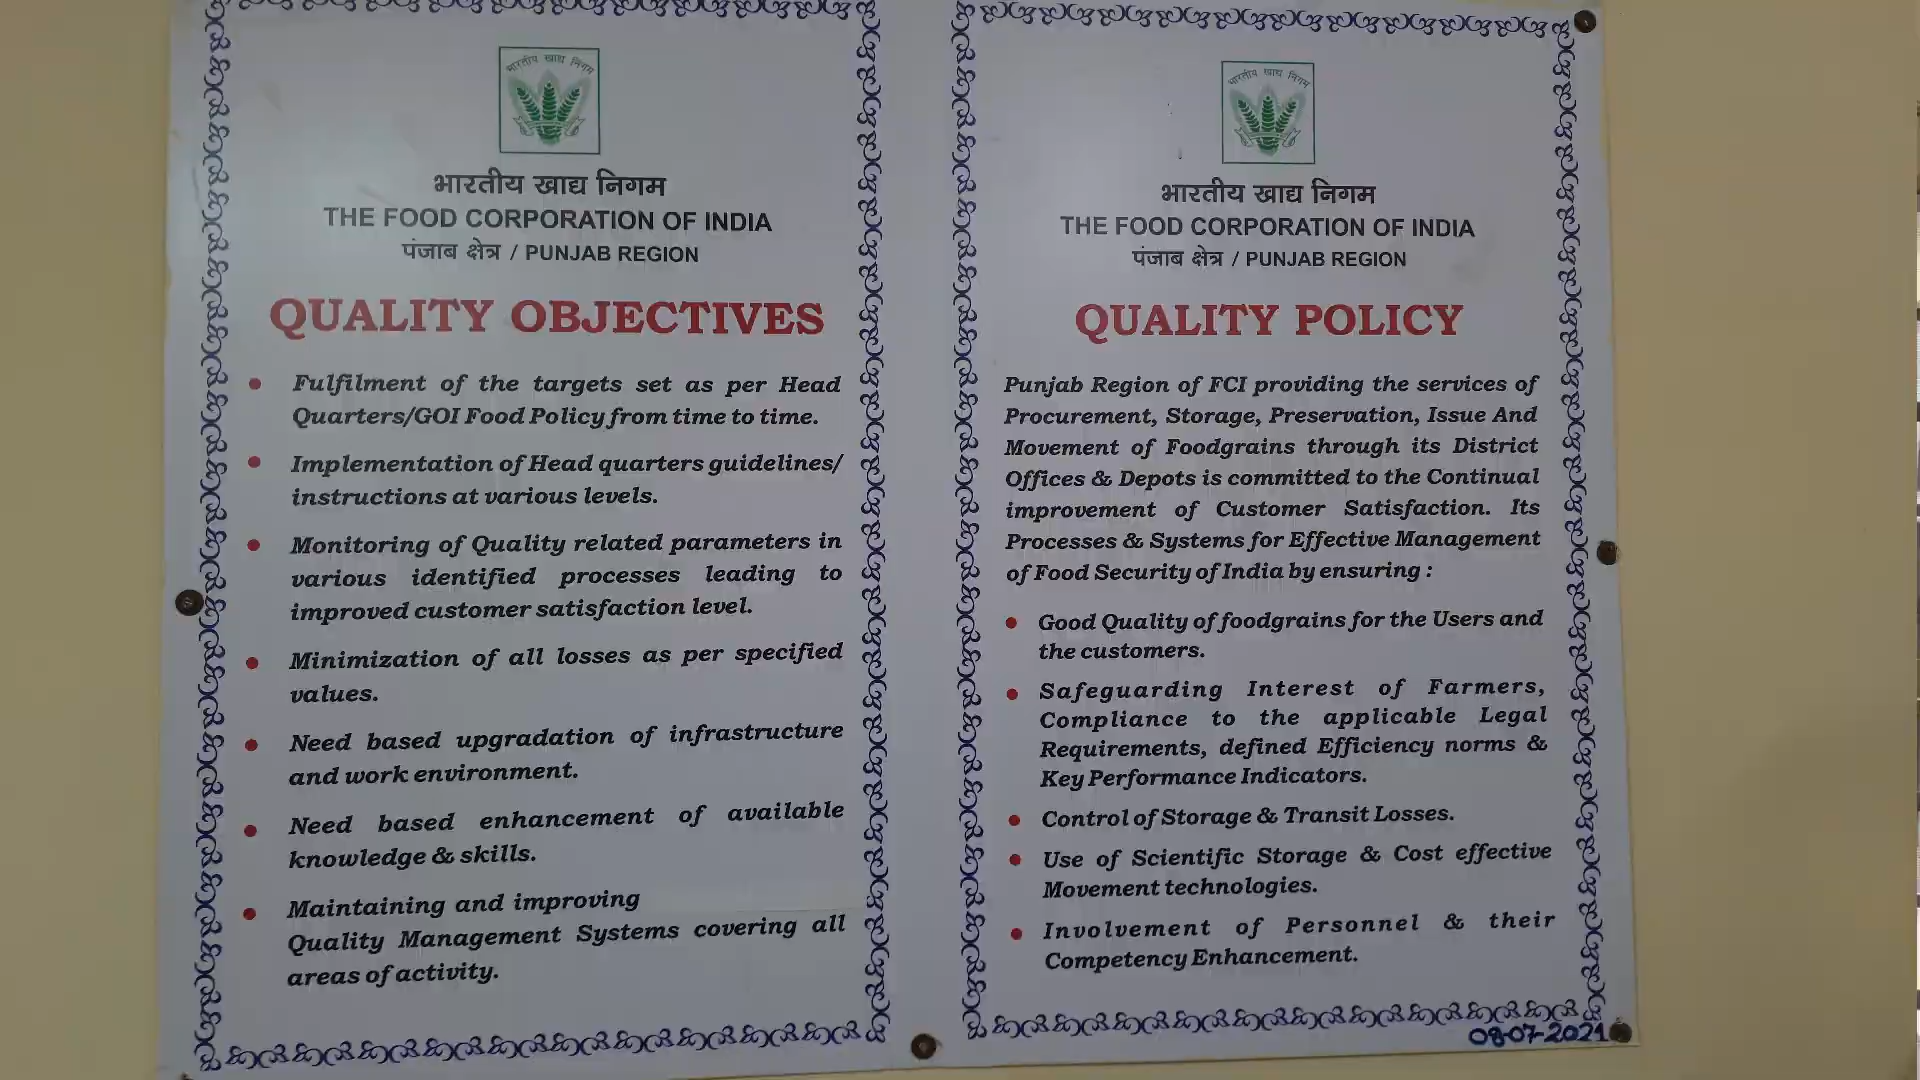 भारतीय खाद्य निगम
भारतीय खाद्य निगम
THE FOOD CORPORATION OF INDIA
पंजाब क्षेत्र / PUNJAB REGION
QUALITY OBJECTIVES
• Fulfilment of the targets set as per Head
Quarters/GOI Food Policy from time to time.
• Implementation of Head quarters guidelines/
instructions at various levels.
• Monitoring of Quality related parameters in
various identified processes leading to
improved customer satisfaction level.
• Minimization of all losses as per specified
values.
• Need based upgradation of infrastructure
and work environment.
• Need based enhancement of available
knowledge & skills.
• Maintaining and improving
Quality Management Systems covering all
areas of activity.
भारतीय खाद्य निगम
भारतीय खाद्य निगम
THE FOOD CORPORATION OF INDIA
पंजाब क्षेत्र / PUNJAB REGION
QUALITY POLICY
Punjab Region of FCI providing the services of
Procurement, Storage, Preservation, Issue And
Movement of Foodgrains through its District
Offices & Depots is committed to the Continual
improvement of Customer Satisfaction. Its
Processes & Systems for Effective Management
of Food Security of India by ensuring :
• Good Quality of foodgrains for the Users and
the customers.
• Safeguarding Interest of Farmers,
Compliance to the applicable Legal
Requirements, defined Efficiency norms &
Key Performance Indicators.
• Control of Storage & Transit Losses.
• Use of Scientific Storage & Cost effective
Movement technologies.
• Involvement of Personnel & their
Competency Enhancement.
08-07-2021